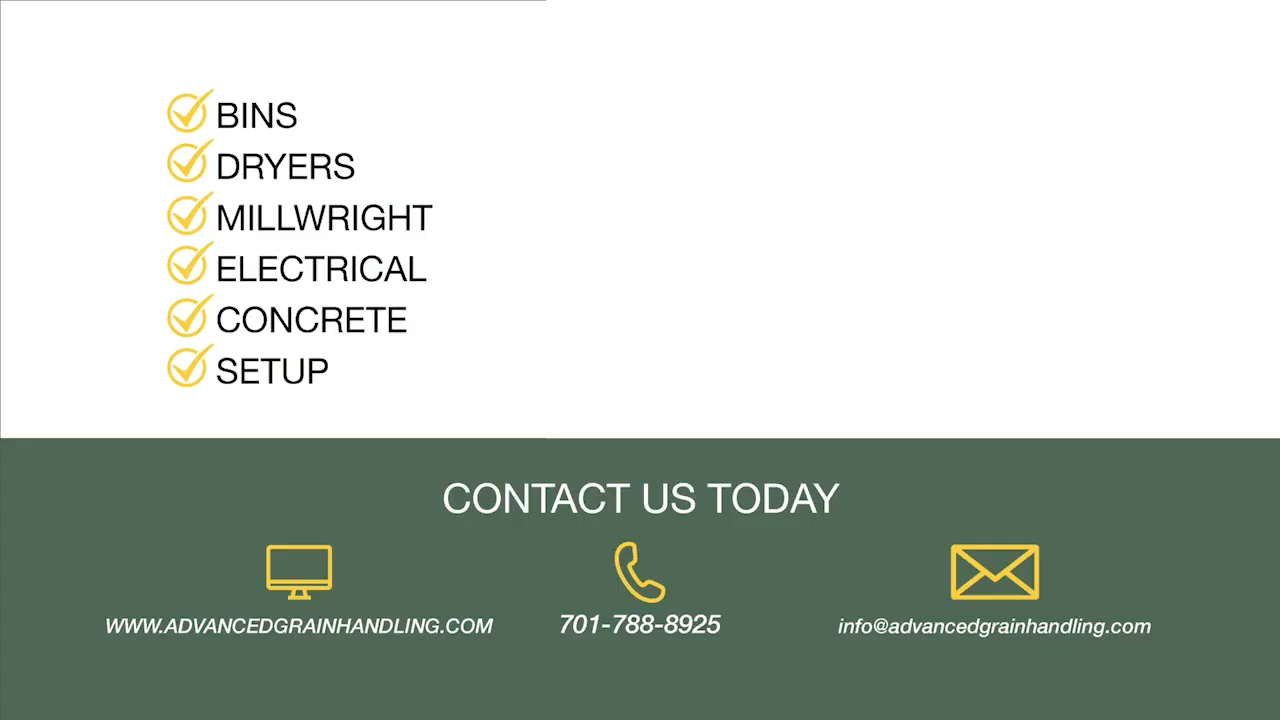 BINS
DRYERS
MILLWRIGHT
ELECTRICAL
CONCRETE
SETUP
CONTACT US TODAY
WWW.ADVANCEDGRAINHANDLING.COM
701-788-8925
info@advancedgrainhandling.com